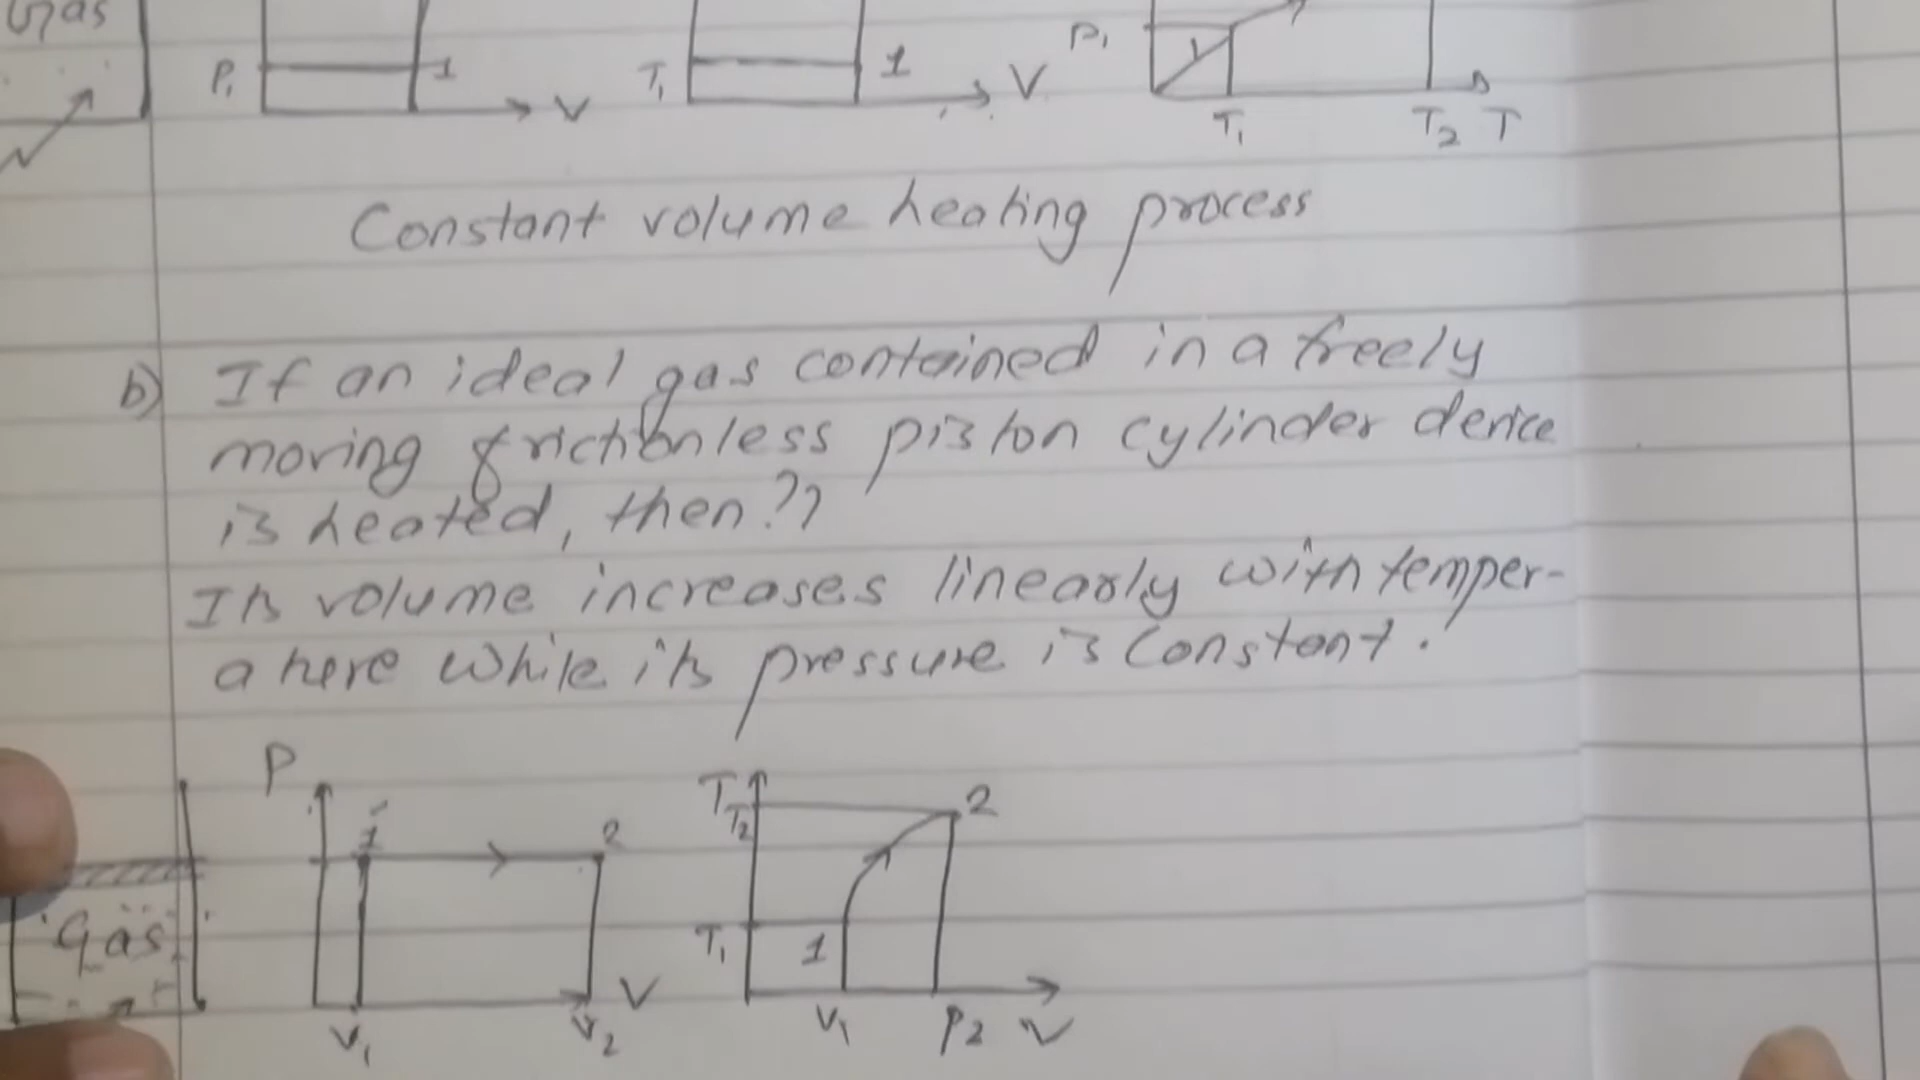 Gas
P1 1 V
T1 1 V
P1 T1 T2 T
Constant volume heating process
b) If an ideal gas contained in a freely
moving frictionless piston cylinder device
is heated, then??
Its volume increases linearly with temper-
ature while its pressure is constant.
P 1 2 V V1 V2
T T2 2 T1 1 V1 P2 V
Gas